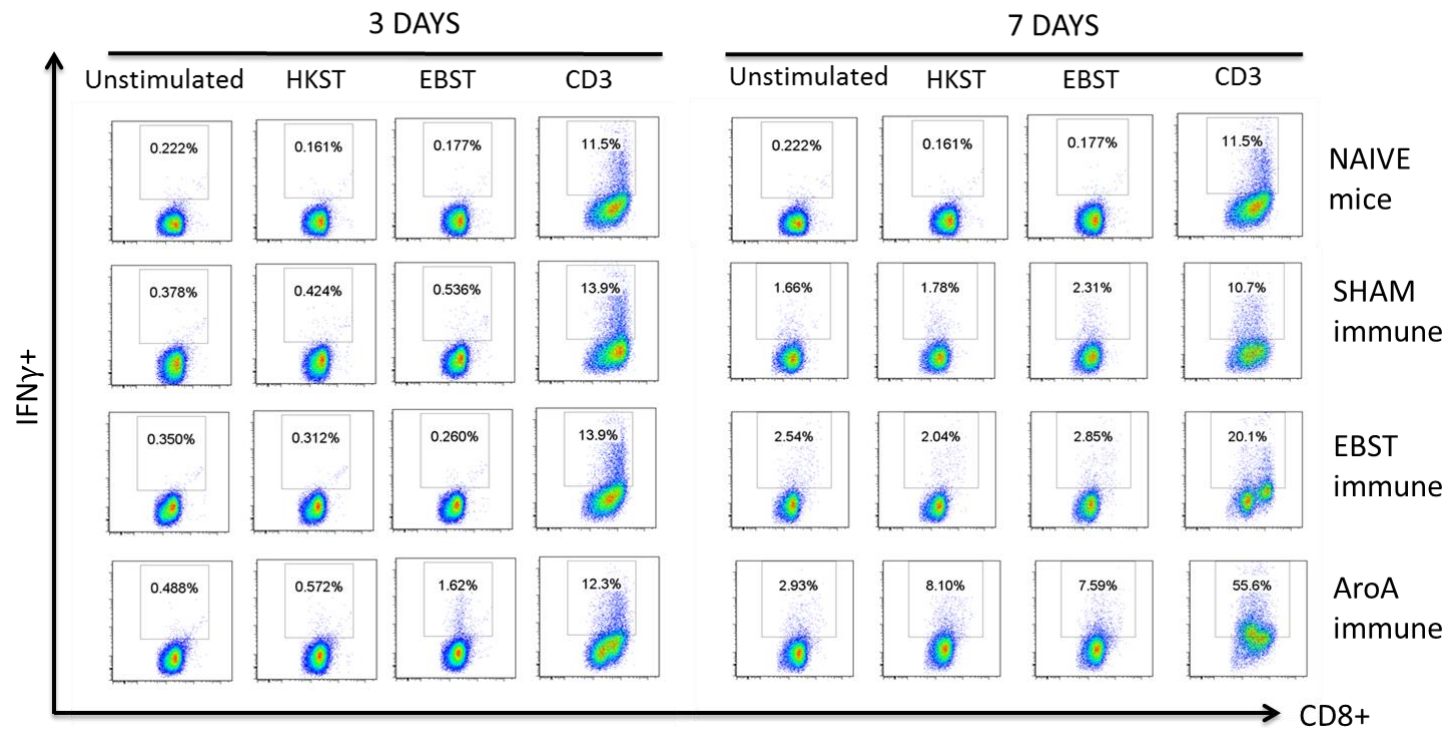 3 DAYS 7 DAYS
Unstimulated HKST EBST CD3 Unstimulated HKST EBST CD3
0.222% 0.161% 0.177% 11.5% 0.222% 0.161% 0.177% 11.5% NAIVE
mice
0.378% 0.424% 0.536% 13.9% 1.66% 1.78% 2.31% 10.7% SHAM
immune
IFNγ+
0.350% 0.312% 0.260% 13.9% 2.54% 2.04% 2.85% 20.1% EBST
immune
0.488% 0.572% 1.62% 12.3% 2.93% 8.10% 7.59% 55.6% AroA
immune
CD8+